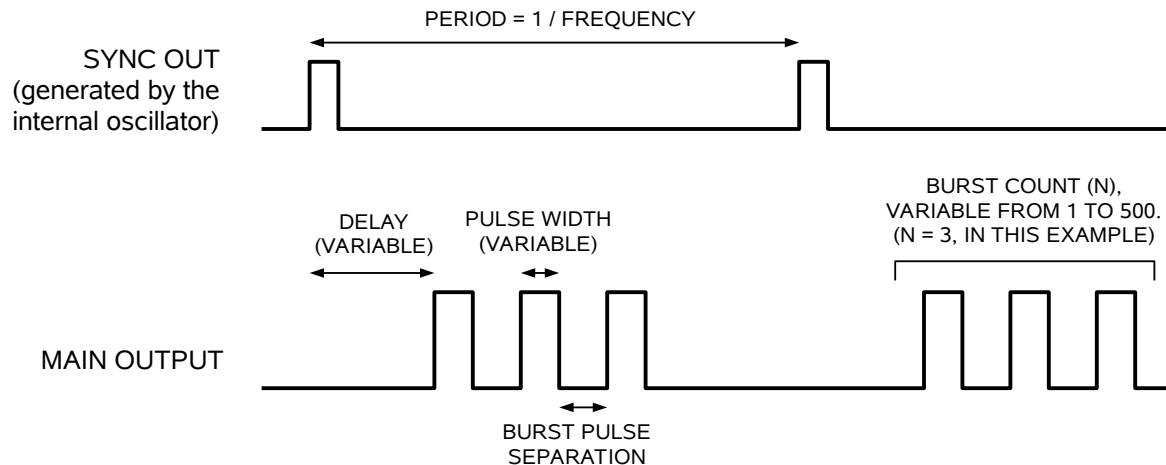 PERIOD = 1 / FREQUENCY
SYNC OUT
(generated by the
internal oscillator)
BURST COUNT (N),
VARIABLE FROM 1 TO 500.
(N = 3, IN THIS EXAMPLE)
DELAY
(VARIABLE)
PULSE WIDTH
(VARIABLE)
MAIN OUTPUT
BURST PULSE
SEPARATION